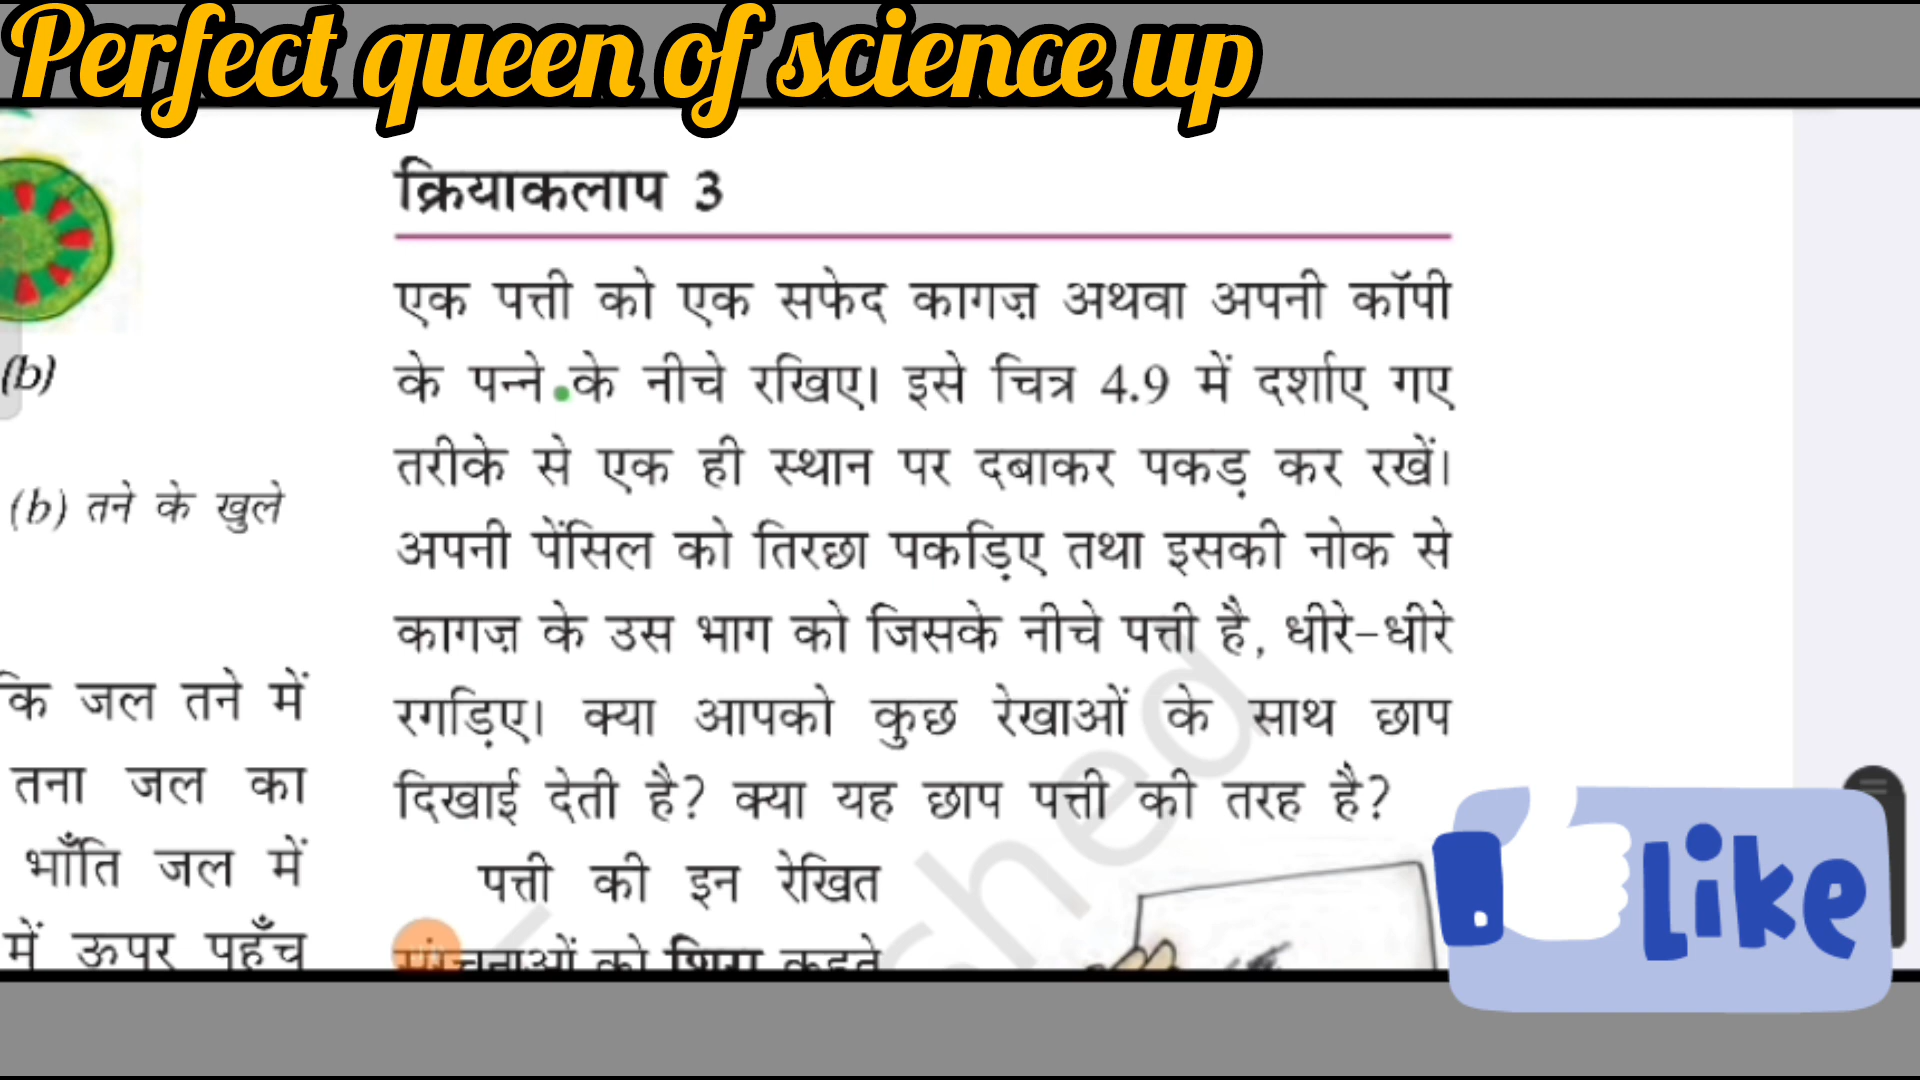 Perfect queen of science up
(b)
(b) तने के खुले
कि जल तने में
तना जल का
भाँति जल में
में ऊपर पहुँच
क्रियाकलाप 3
एक पत्ती को एक सफेद कागज़ अथवा अपनी कॉपी
के पन्ने के नीचे रखिए। इसे चित्र 4.9 में दर्शाए गए
तरीके से एक ही स्थान पर दबाकर पकड़ कर रखें।
अपनी पेंसिल को तिरछा पकड़िए तथा इसकी नोक से
कागज़ के उस भाग को जिसके नीचे पत्ती है, धीरे-धीरे
रगड़िए। क्या आपको कुछ रेखाओं के साथ छाप
दिखाई देती है? क्या यह छाप पत्ती की तरह है?
पत्ती की इन रेखित
संरचनाओं को शिरा कहते
Like